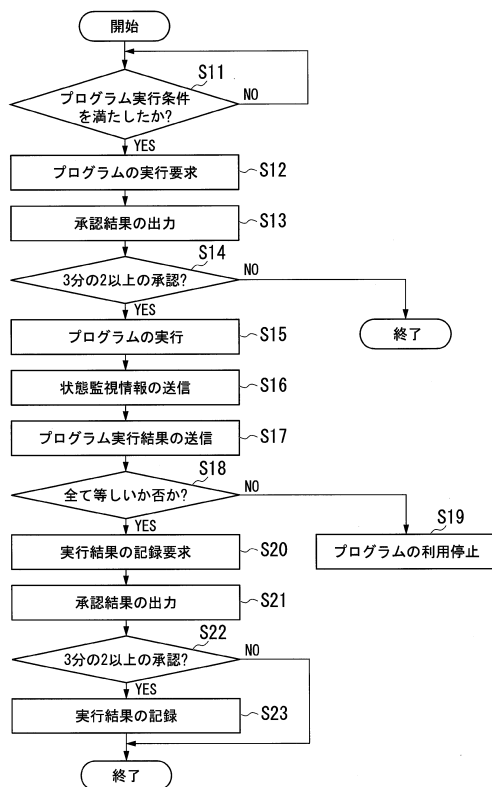 開始
S11
プログラム実行条件
を満たしたか?
NO
YES
プログラムの実行要求
S12
承認結果の出力
S13
S14
3分の2以上の承認?
NO
YES
終了
プログラムの実行
S15
状態監視情報の送信
S16
プログラム実行結果の送信
S17
S18
全て等しいか否か?
NO
YES
S19
プログラムの利用停止
実行結果の記録要求
S20
承認結果の出力
S21
S22
3分の2以上の承認?
NO
YES
実行結果の記録
S23
終了